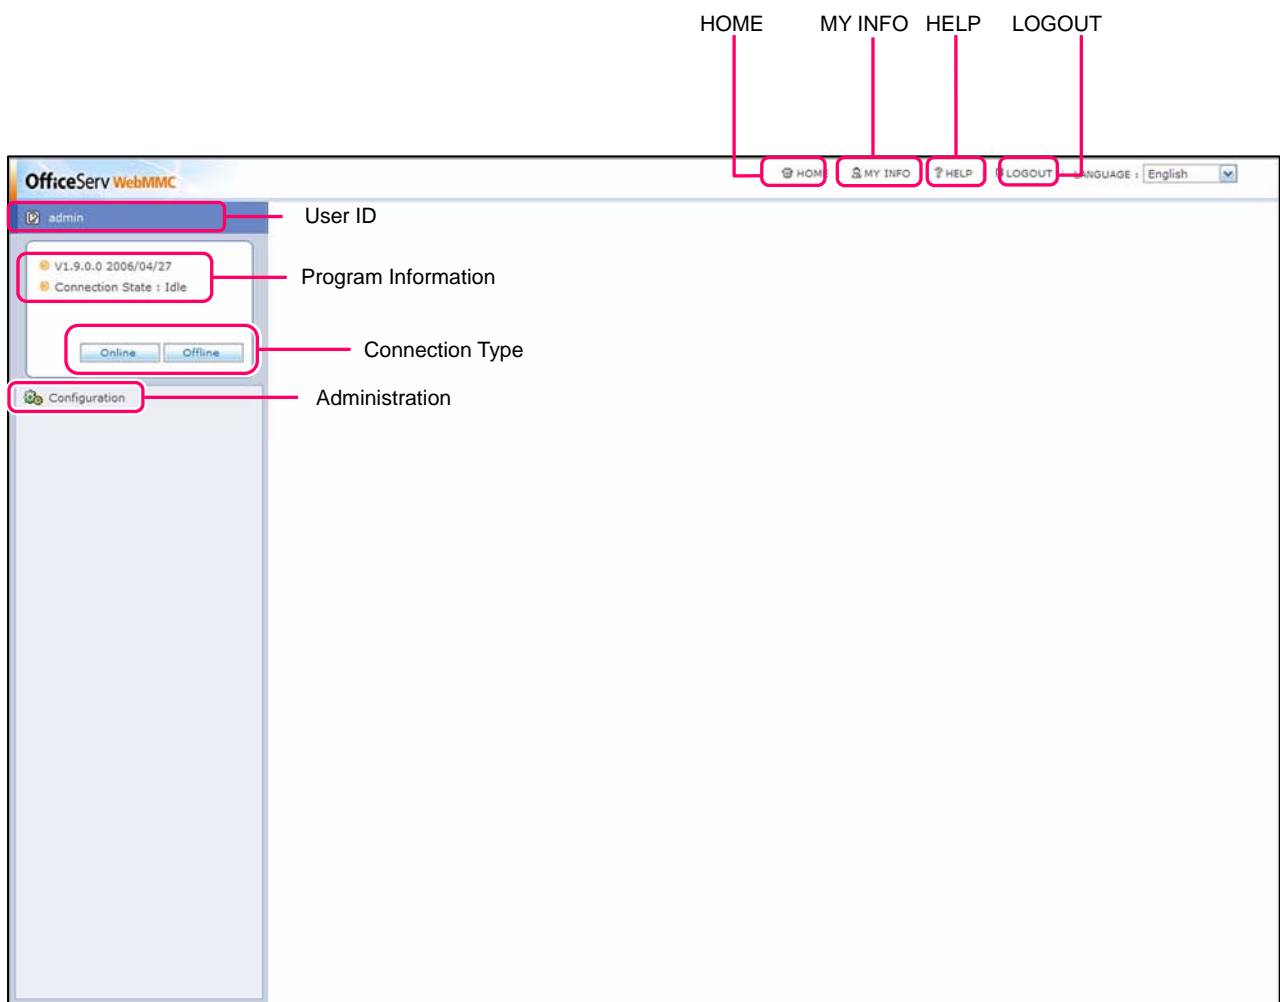 HOME MY INFO HELP LOGOUT
OfficeServ WebMMC HOME MY INFO ? HELP LOGOUT LANGUAGE : English
admin User ID
V1.9.0.0 2006/04/27
Connection State : Idle
Program Information
Online Offline Connection Type
Configuration Administration